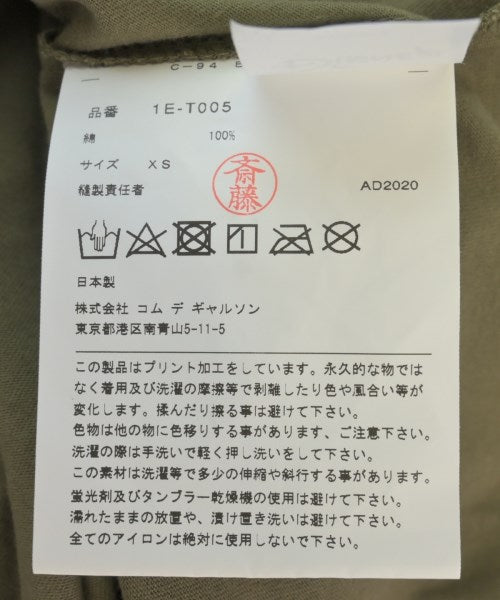 C-94
品番 1E-T005
綿 100%
サイズ XS
縫製責任者 斎藤 AD2020
日本製
株式会社 コム デ ギャルソン
東京都港区南青山5-11-5
この製品はプリント加工をしています。永久的な物では
なく着用及び洗濯の摩擦等で剥離したり色や風合い等が
変化します。揉んだり擦る事は避けて下さい。
色物は他の物に色移りする事があります、ご注意下さい。
洗濯の際は手洗いで軽く押し洗いをして下さい。
この素材は洗濯等で多少の伸縮や斜行する事があります。
蛍光剤及びタンブラー乾燥機の使用は避けて下さい。
濡れたままの放置や、漬け置き洗いは避けて下さい。
全てのアイロンは絶対に使用しないで下さい。